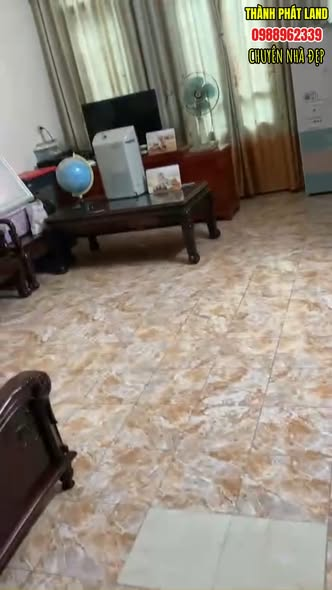 THÀNH PHÁT LAND
0988962339
CHUYÊN NHÀ ĐẸP